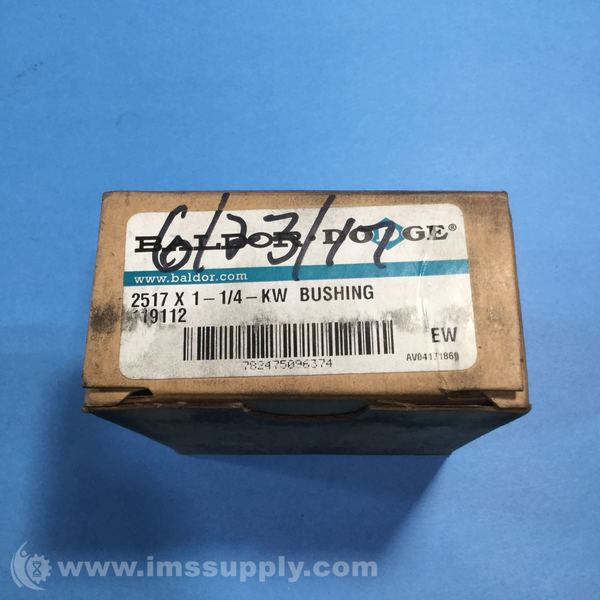 6/23/17
BALDOR·DODGE®
www.baldor.com
2517 X 1-1/4-KW BUSHING
119112
EW
782475096374
AV04171860
www.imssupply.com